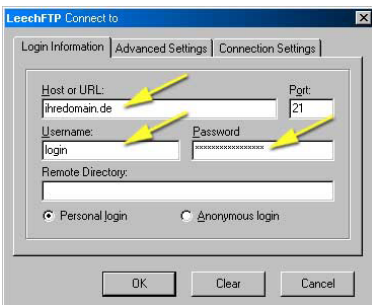 LeechFTP Connect to
Login Information Advanced Settings Connection Settings
Host or URL: Port:
ihredomain.de 21
Username: Password
login xxxxxxxxxxxxxxxxx
Remote Directory:
Personal login Anonymous login
OK Clear Cancel